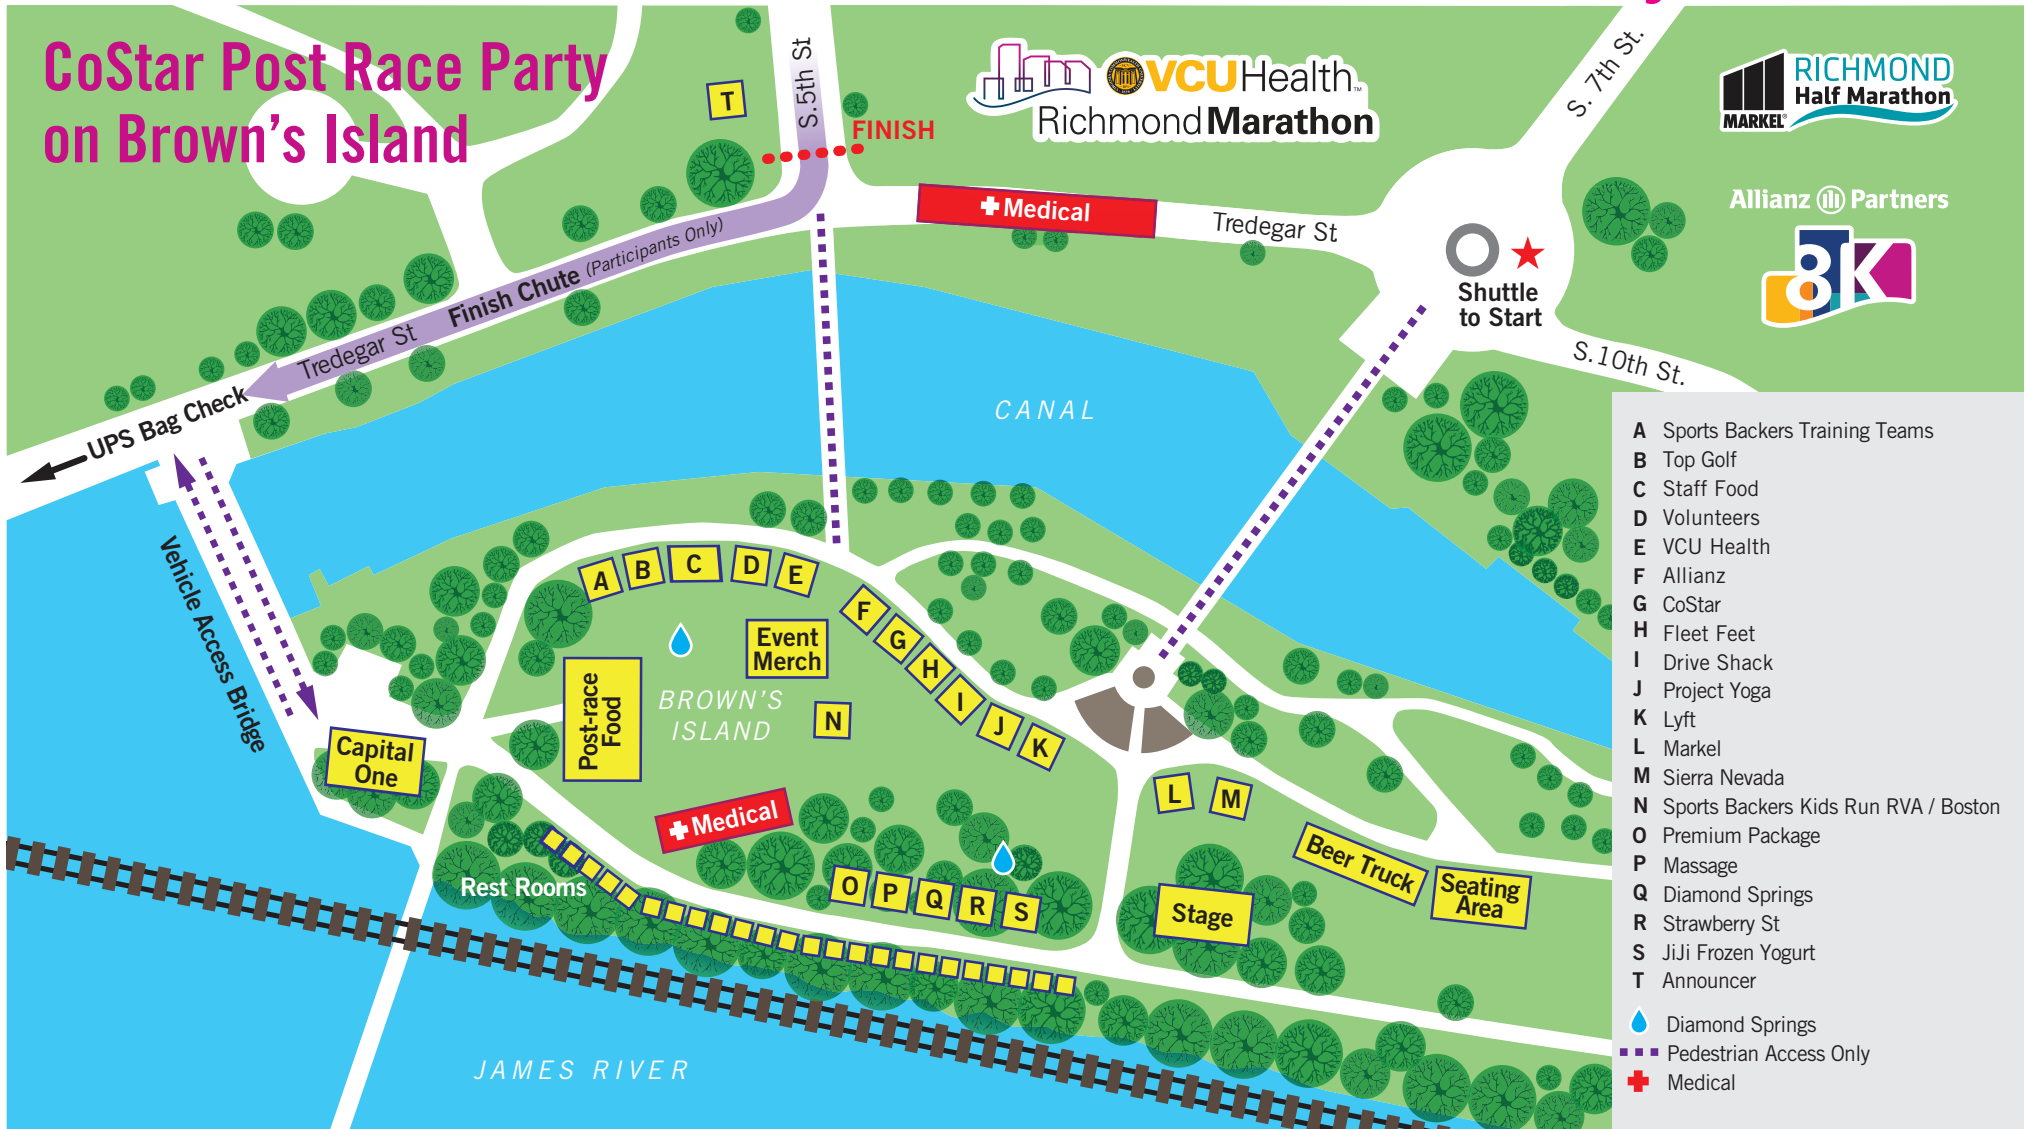 CoStar Post Race Party
on Brown's Island
T
S.5th St
FINISH
VCUHealth™
RichmondMarathon
S. 7th St.
MARKEL®
RICHMOND
Half Marathon
Allianz Partners
8K
Medical
Tredegar St
Shuttle
to Start
S.10th St.
Finish Chute (Participants Only)
Tredegar St
UPS Bag Check
CANAL
Vehicle Access Bridge
A
B
C
D
E
F
G
H
I
J
K
Event
Merch
Post-race
Food
BROWN'S
ISLAND
N
Capital
One
Medical
L
M
Beer Truck
Seating
Area
Stage
O
P
Q
R
S
Rest Rooms
JAMES RIVER
A Sports Backers Training Teams
B Top Golf
C Staff Food
D Volunteers
E VCU Health
F Allianz
G CoStar
H Fleet Feet
I Drive Shack
J Project Yoga
K Lyft
L Markel
M Sierra Nevada
N Sports Backers Kids Run RVA / Boston
O Premium Package
P Massage
Q Diamond Springs
R Strawberry St
S JiJi Frozen Yogurt
T Announcer
Diamond Springs
Pedestrian Access Only
Medical